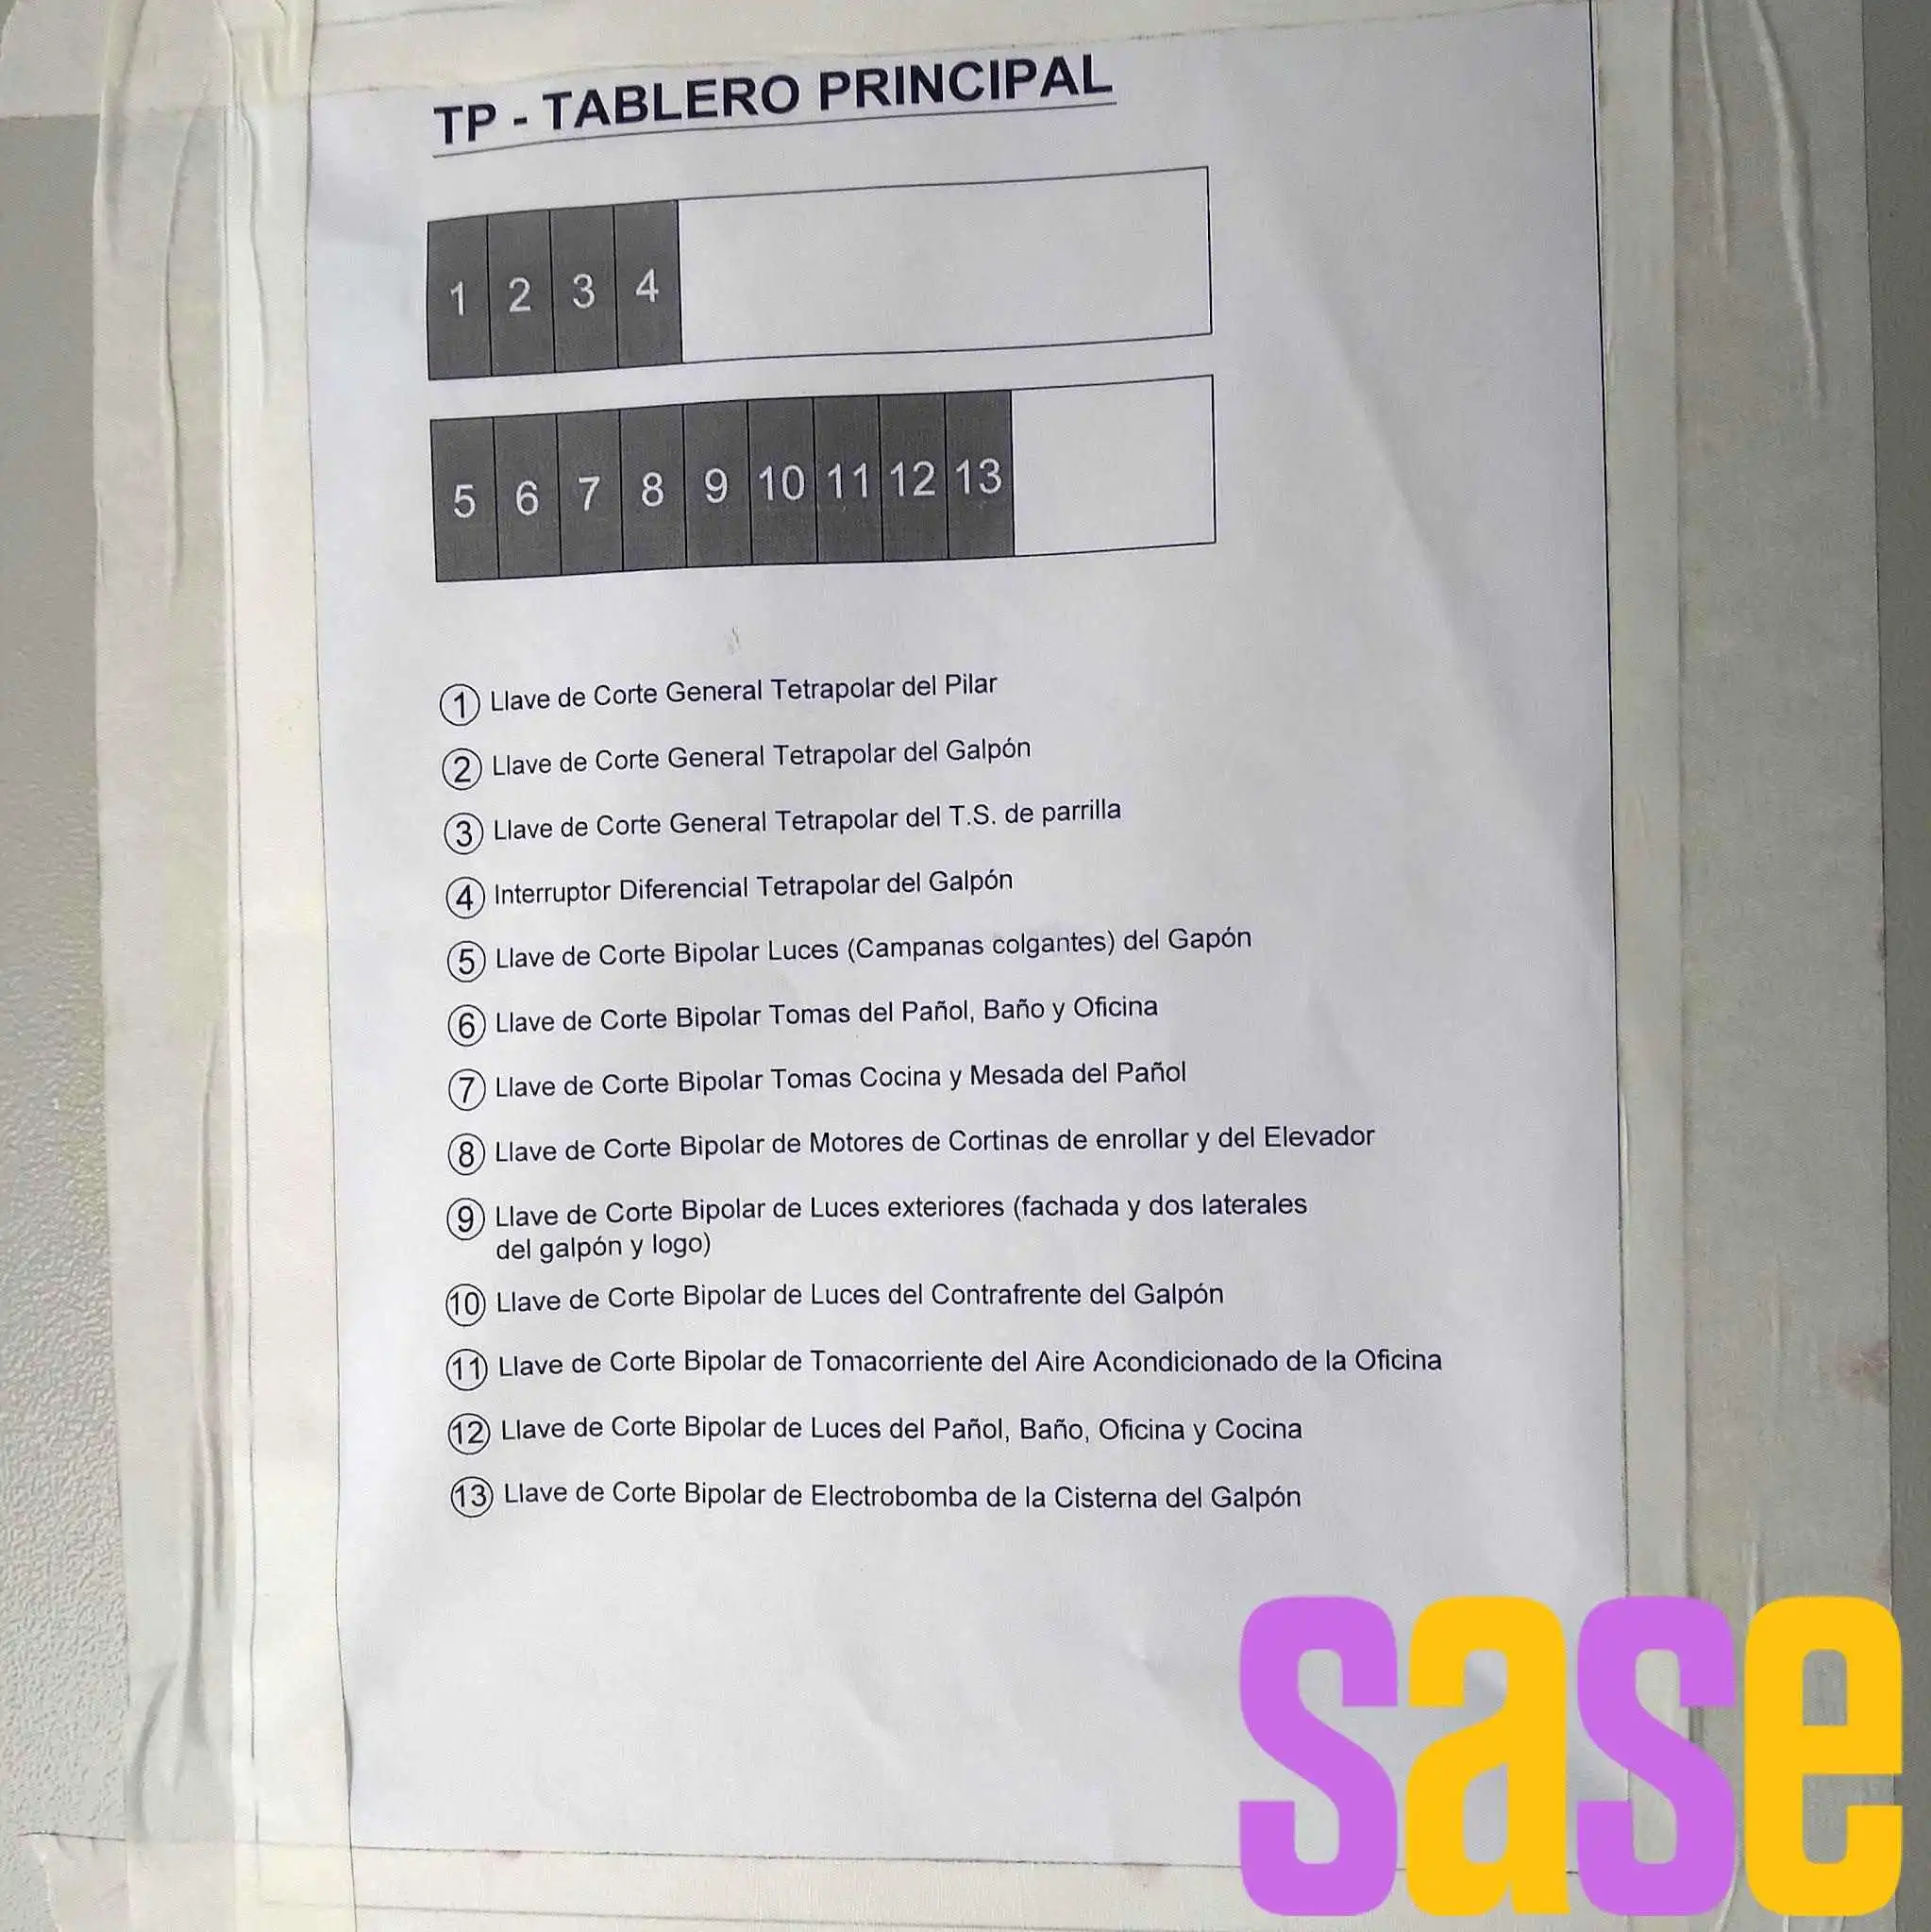 TP - TABLERO PRINCIPAL
1 2 3 4
5 6 7 8 9 10 11 12 13
1 Llave de Corte General Tetrapolar del Pilar
2 Llave de Corte General Tetrapolar del Galpón
3 Llave de Corte General Tetrapolar del T.S. de parrilla
4 Interruptor Diferencial Tetrapolar del Galpón
5 Llave de Corte Bipolar Luces (Campanas colgantes) del Gapón
6 Llave de Corte Bipolar Tomas del Pañol, Baño y Oficina
7 Llave de Corte Bipolar Tomas Cocina y Mesada del Pañol
8 Llave de Corte Bipolar de Motores de Cortinas de enrollar y del Elevador
9 Llave de Corte Bipolar de Luces exteriores (fachada y dos laterales
del galpón y logo)
10 Llave de Corte Bipolar de Luces del Contrafrente del Galpón
11 Llave de Corte Bipolar de Tomacorriente del Aire Acondicionado de la Oficina
12 Llave de Corte Bipolar de Luces del Pañol, Baño, Oficina y Cocina
13 Llave de Corte Bipolar de Electrobomba de la Cisterna del Galpón
sase